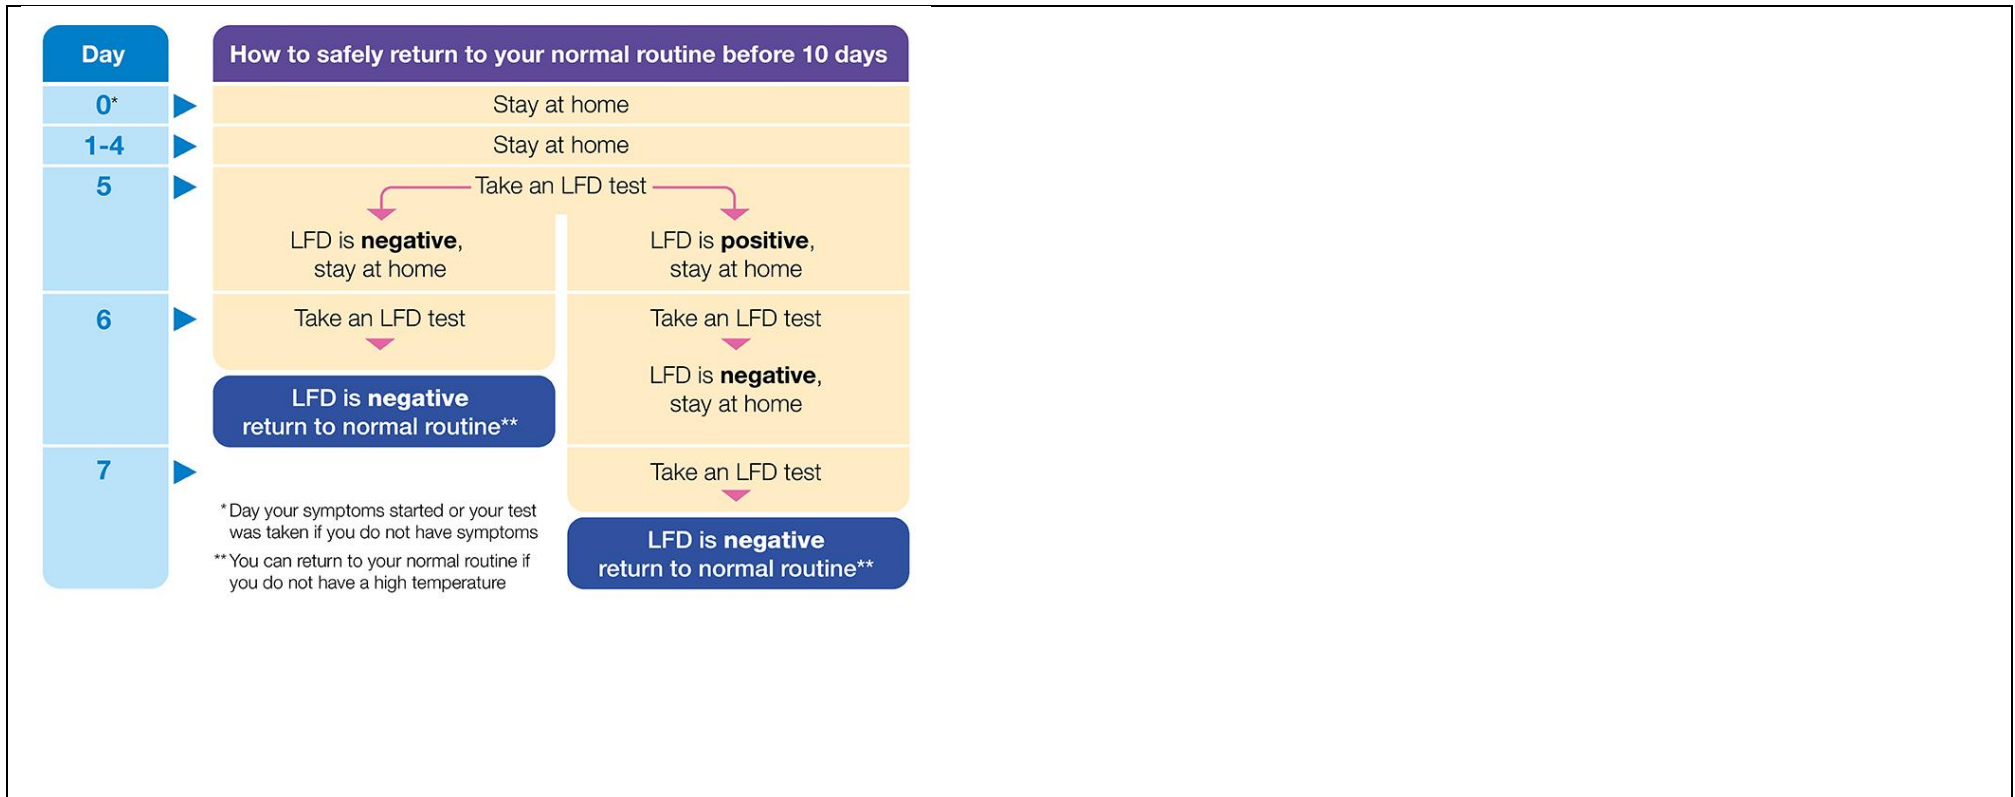 Day
How to safely return to your normal routine before 10 days
0*
Stay at home
1-4
Stay at home
5
Take an LFD test
LFD is negative,
stay at home
LFD is positive,
stay at home
6
Take an LFD test
LFD is negative
return to normal routine**
Take an LFD test
LFD is negative,
stay at home
7
Take an LFD test
LFD is negative
return to normal routine**
* Day your symptoms started or your test
was taken if you do not have symptoms
** You can return to your normal routine if
you do not have a high temperature